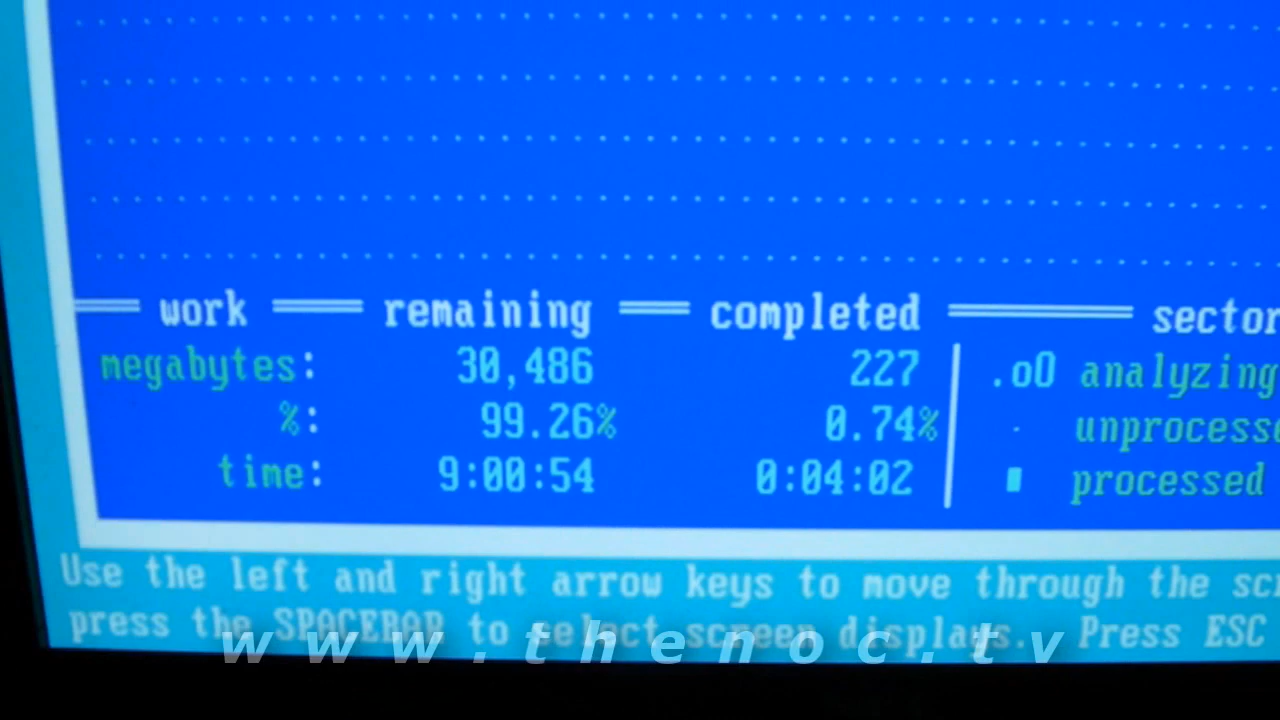 work remaining completed sector
megabytes: 30,486 227 .oO analyzing
%: 99.26% 0.74% unprocesse
time: 9:00:54 0:04:02 processed
Use the left and right arrow keys to move through the scr
press the SPACEBAR to select screen displays. Press ESC
www.thenoc.tv